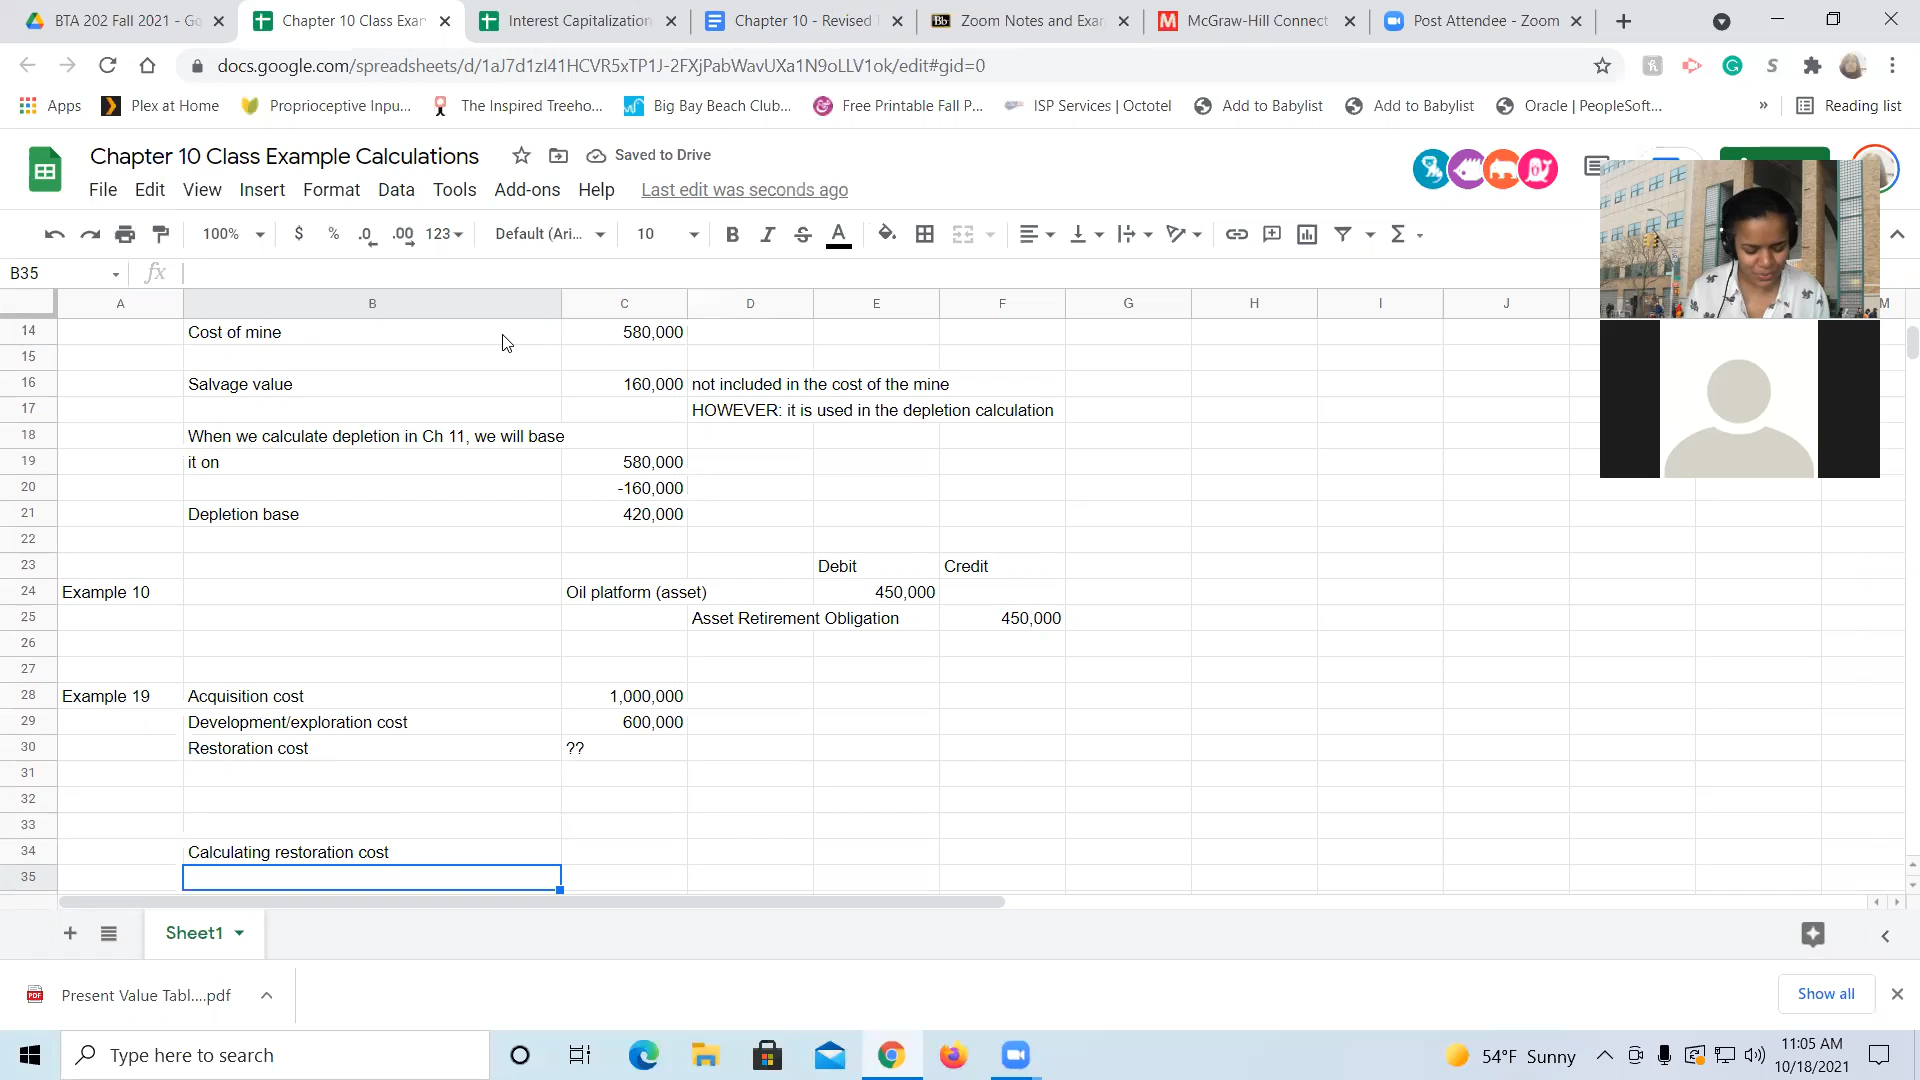 BTA 202 Fall 2021 - Go
Chapter 10 Class Exam
Interest Capitalization
Chapter 10 - Revised
Zoom Notes and Exam
McGraw-Hill Connect
Post Attendee - Zoom
docs.google.com/spreadsheets/d/1aJ7d1zI41HCVR5xTP1J-2FXjPabWavUXa1N9oLLV1ok/edit#gid=0
Apps
Plex at Home
Proprioceptive Inpu...
The Inspired Treeho...
Big Bay Beach Club...
Free Printable Fall P...
ISP Services | Octotel
Add to Babylist
Add to Babylist
Oracle | PeopleSoft...
»
Reading list
Chapter 10 Class Example Calculations
Saved to Drive
File Edit View Insert Format Data Tools Add-ons Help Last edit was seconds ago
100% $ % .0 .00 123 Default (Ari... 10 B I S A
B35 fx
A B C D E F G H I J M
14 Cost of mine 580,000
15
16 Salvage value 160,000 not included in the cost of the mine
17 HOWEVER: it is used in the depletion calculation
18 When we calculate depletion in Ch 11, we will base
19 it on 580,000
20 -160,000
21 Depletion base 420,000
22
23 Debit Credit
24 Example 10 Oil platform (asset) 450,000
25 Asset Retirement Obligation 450,000
26
27
28 Example 19 Acquisition cost 1,000,000
29 Development/exploration cost 600,000
30 Restoration cost ??
31
32
33
34 Calculating restoration cost
35
Sheet1
Present Value Tabl....pdf
Show all
Type here to search
54°F Sunny
11:05 AM
10/18/2021